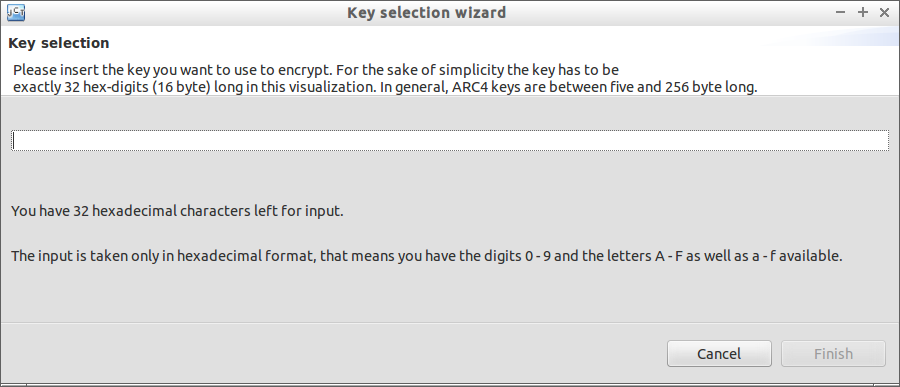 JCT
Key selection wizard
Key selection
Please insert the key you want to use to encrypt. For the sake of simplicity the key has to be
exactly 32 hex-digits (16 byte) long in this visualization. In general, ARC4 keys are between five and 256 byte long.
You have 32 hexadecimal characters left for input.
The input is taken only in hexadecimal format, that means you have the digits 0 - 9 and the letters A - F as well as a - f available.
Cancel
Finish